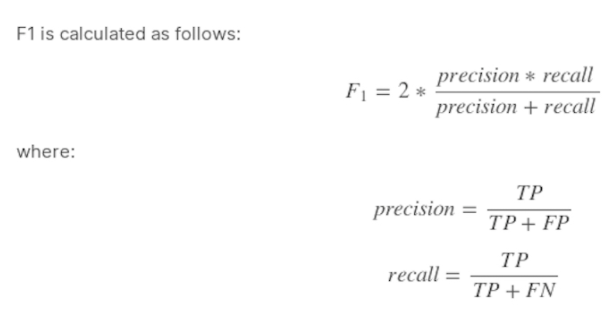 F1 is calculated as follows:
F₁ = 2 * precision * recall / precision + recall
where:
precision = TP / TP + FP
recall = TP / TP + FN